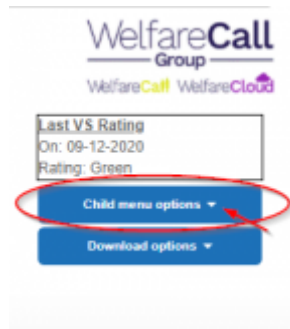 WelfareCall
Group
WelfareCall WelfareCloud
Last VS Rating
On: 09-12-2020
Rating: Green
Child menu options
Download options